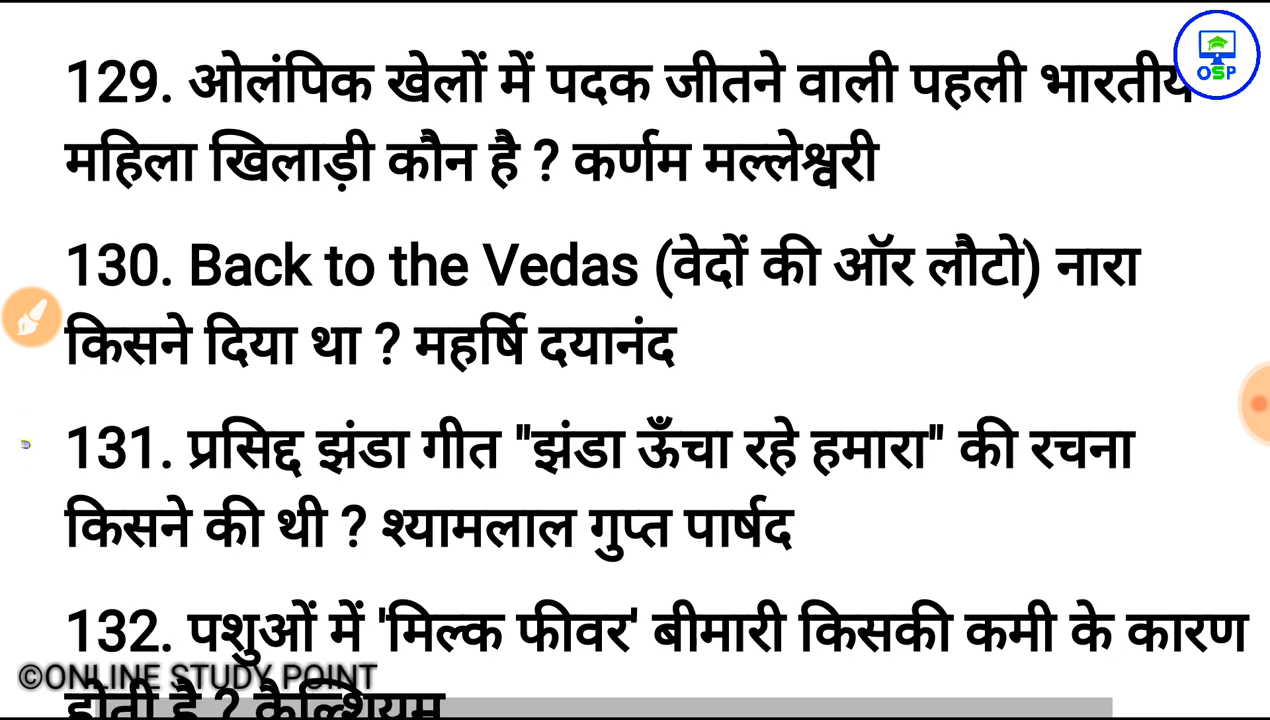 129. ओलंपिक खेलों में पदक जीतने वाली पहली भारतीय
महिला खिलाड़ी कौन है ? कर्णम मल्लेश्वरी
130. Back to the Vedas (वेदों की ऑर लौटो) नारा
किसने दिया था ? महर्षि दयानंद
131. प्रसिद्द झंडा गीत "झंडा ऊँचा रहे हमारा" की रचना
किसने की थी ? श्यामलाल गुप्त पार्षद
132. पशुओं में 'मिल्क फीवर' बीमारी किसकी कमी के कारण
होती है ? कैल्शियम
©ONLINE STUDY POINT
OSP